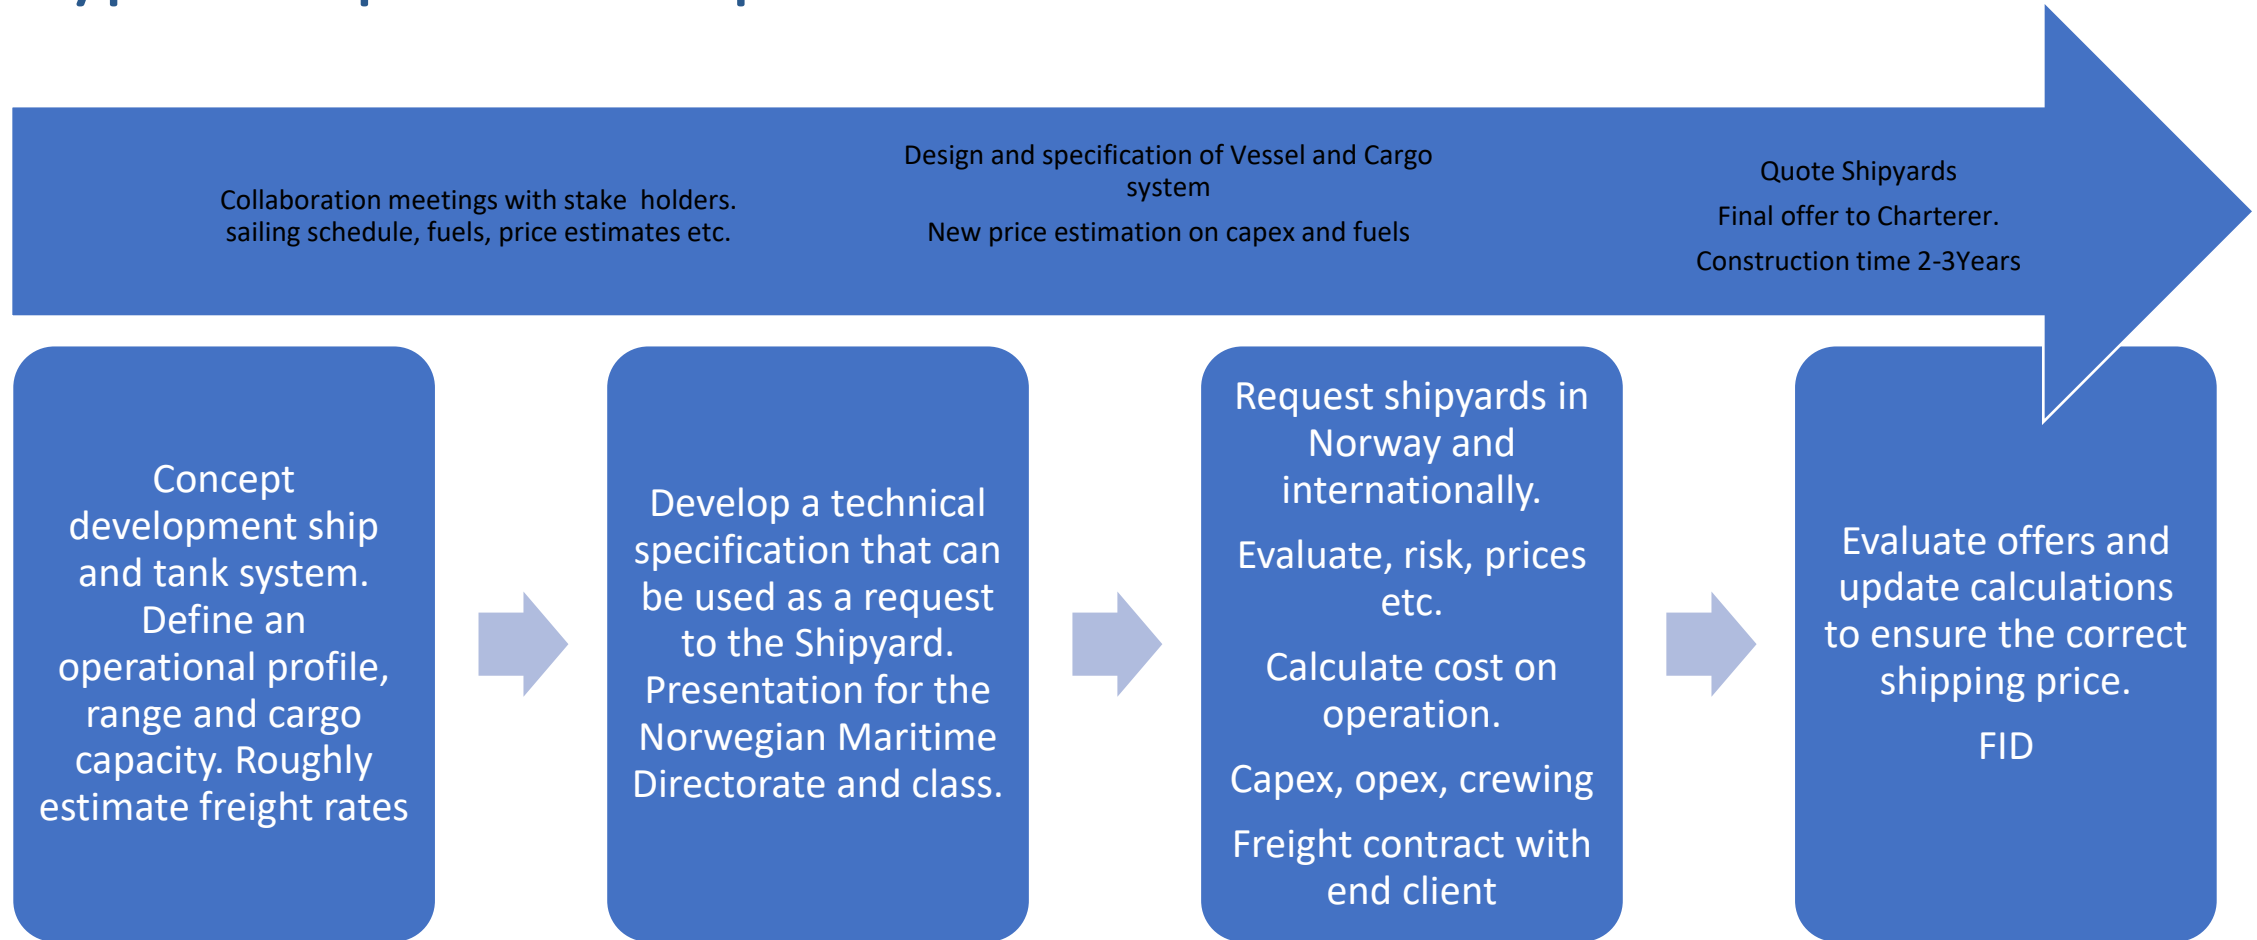 Collaboration meetings with stake holders.
sailing schedule, fuels, price estimates etc.
Design and specification of Vessel and Cargo
system
New price estimation on capex and fuels
Quote Shipyards
Final offer to Charterer.
Construction time 2-3Years
Concept
development ship
and tank system.
Define an
operational profile,
range and cargo
capacity. Roughly
estimate freight rates
Develop a technical
specification that can
be used as a request
to the Shipyard.
Presentation for the
Norwegian Maritime
Directorate and class.
Request shipyards in
Norway and
internationally.
Evaluate, risk, prices
etc.
Calculate cost on
operation.
Capex, opex, crewing
Freight contract with
end client
Evaluate offers and
update calculations
to ensure the correct
shipping price.
FID